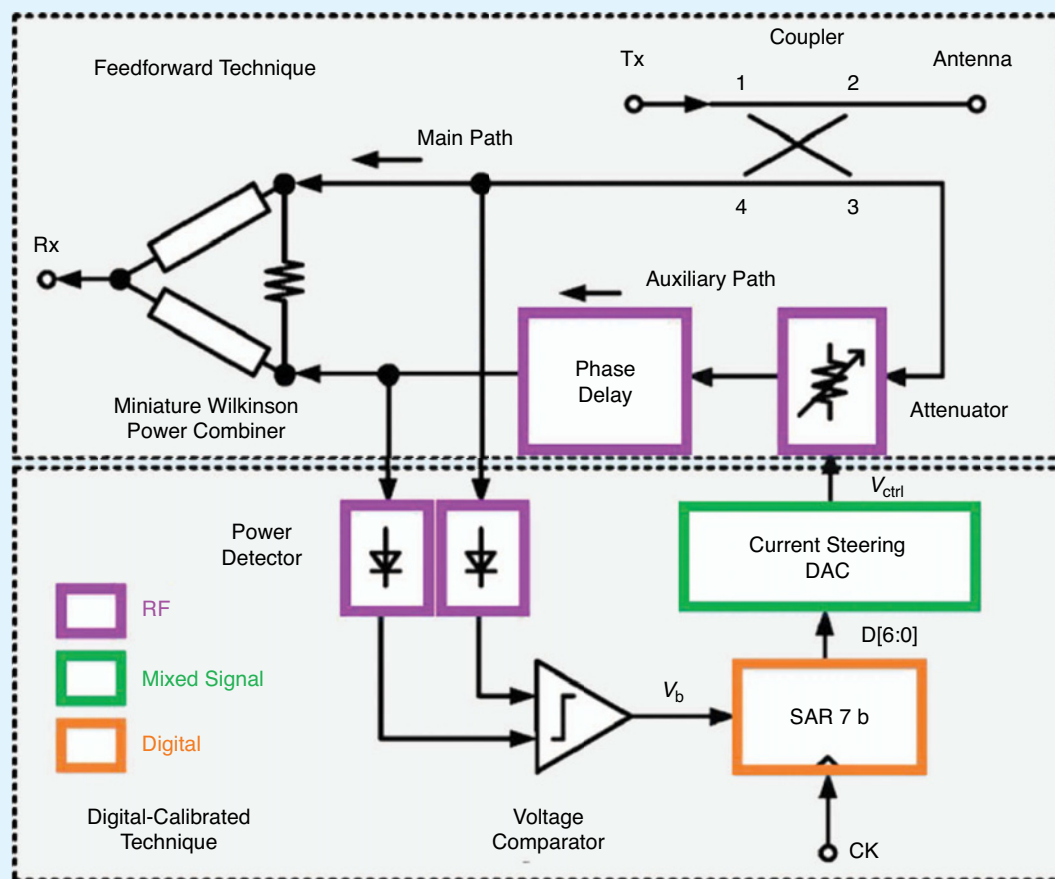 Feedforward Technique
Coupler
Tx
1
2
Antenna
Main Path
4
3
Rx
Auxiliary Path
Phase
Delay
Attenuator
Miniature Wilkinson
Power Combiner
Vctrl
Power
Detector
Current Steering
DAC
RF
D[6:0]
Mixed Signal
Vb
SAR 7 b
Digital
Digital-Calibrated
Technique
Voltage
Comparator
CK